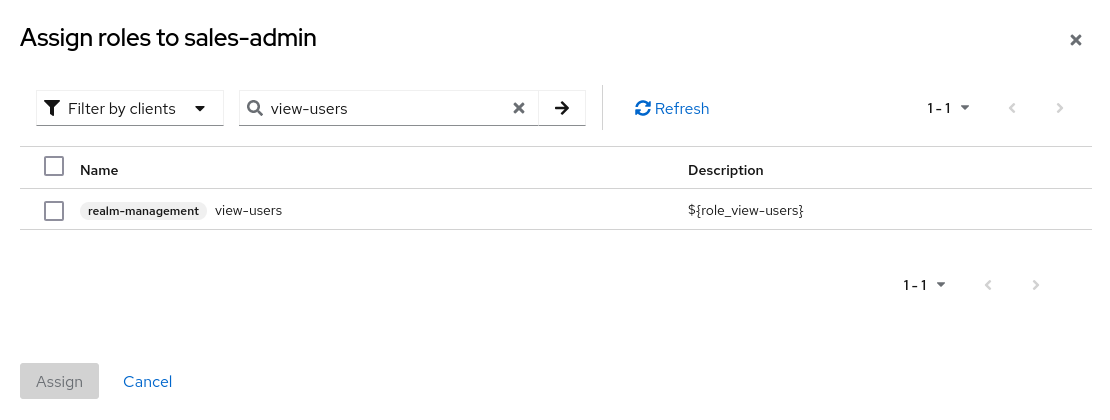 Assign roles to sales-admin
Filter by clients view-users Refresh 1 - 1
Name Description
realm-management view-users ${role_view-users}
1 - 1
Assign Cancel